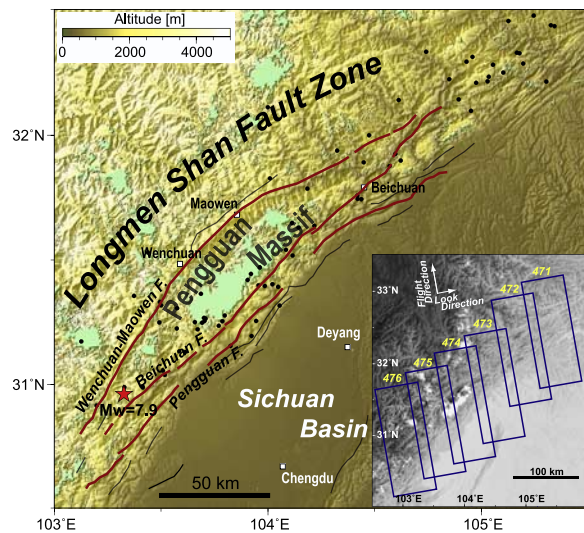 Altitude [m]
0 2000 4000
32°N
31°N
103°E
104°E
105°E
Longmen Shan Fault Zone
Pengguan
Massif
Maowen
Wenchuan
Beichuan
Wenchuan-Maowen F.
Beichuan F.
Pengguan F.
Mw=7.9
Deyang
Sichuan
Basin
Chengdu
50 km
Flight
Direction
Look
Direction
471
472
473
474
475
476
33°N
32°N
31°N
103°E
104°E
105°E
100 km